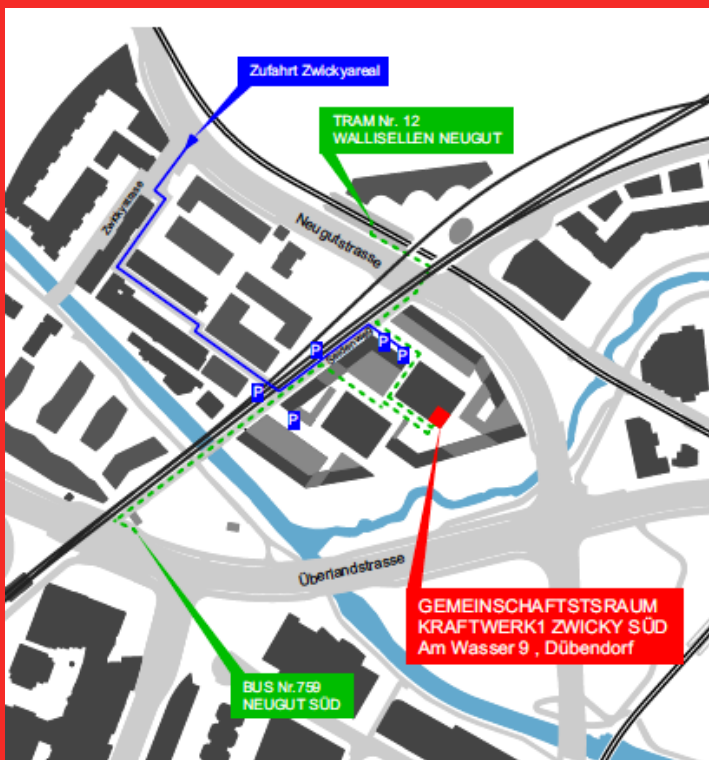 Zufahrt Zwickyareal
TRAM Nr. 12
WALLISELLEN NEUGUT
Zwickystrasse
Neugutstrasse
P
P
P
P
P
Überlandstrasse
GEMEINSCHAFTSTSRAUM
KRAFTWERK1 ZWICKY SÜD
Am Wasser 9 , Dübendorf
BUS Nr.759
NEUGUT SÜD